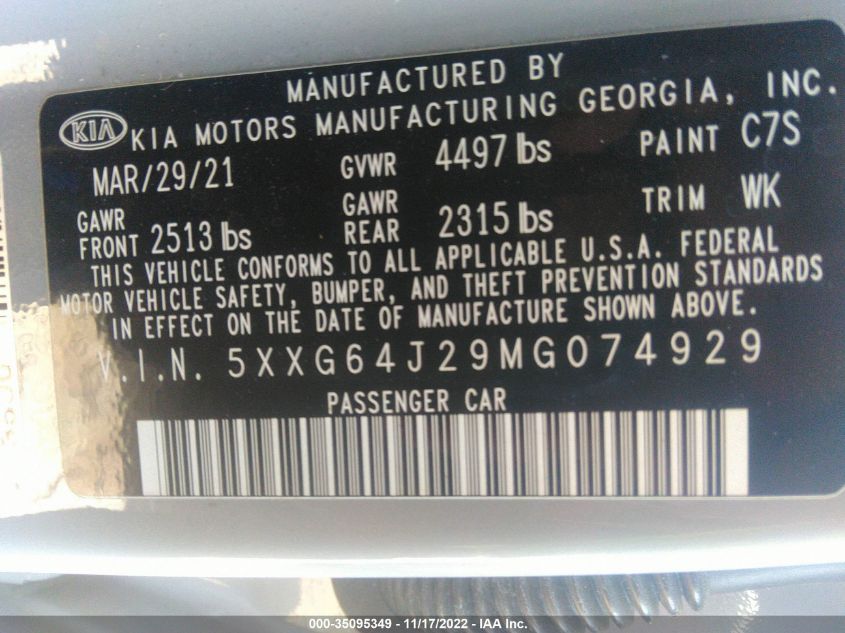 MANUFACTURED BY
KIA KIA MOTORS MANUFACTURING GEORGIA, INC.
MAR/29/21 GVWR 4497 lbs PAINT C7S
GAWR FRONT 2513 lbs GAWR REAR 2315 lbs TRIM WK
THIS VEHICLE CONFORMS TO ALL APPLICABLE U.S.A. FEDERAL
MOTOR VEHICLE SAFETY, BUMPER, AND THEFT PREVENTION STANDARDS
IN EFFECT ON THE DATE OF MANUFACTURE SHOWN ABOVE.
V.I.N. 5XXG64J29MG074929
PASSENGER CAR
000-35095349 - 11/17/2022 - IAA Inc.